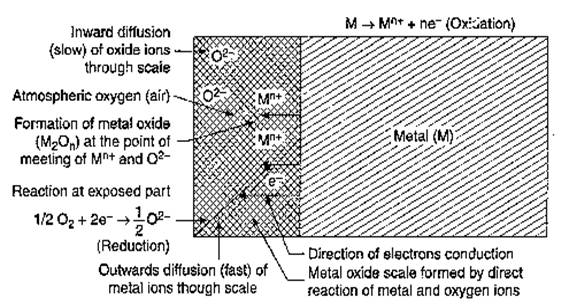 M → Mⁿ⁺ + ne⁻ (Oxidation)
Inward diffusion
(slow) of oxide ions
through scale
O²⁻
Atmospheric oxygen (air)
O²⁻
Mⁿ⁺
Formation of metal oxide
(M₂Oₙ) at the point of
meeting of Mⁿ⁺ and O²⁻
Mⁿ⁺
Metal (M)
e⁻
Reaction at exposed part
1/2 O₂ + 2e⁻ → 1/2 O²⁻
(Reduction)
Outwards diffusion (fast) of
metal ions though scale
Direction of electrons conduction
Metal oxide scale formed by direct
reaction of metal and oxygen ions